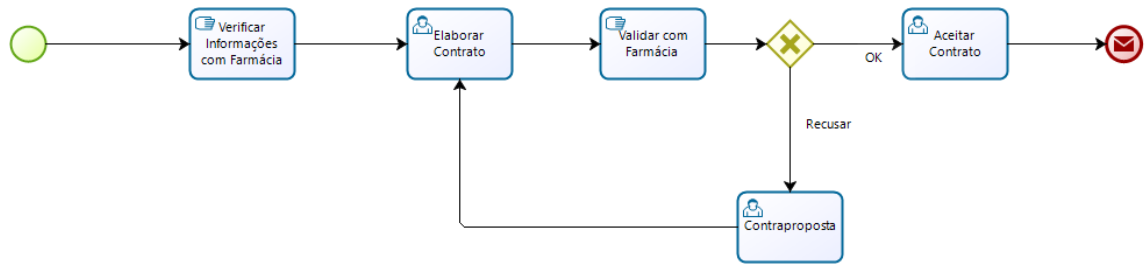 Verificar
Informações
com Farmácia
Elaborar
Contrato
Validar com
Farmácia
OK
Aceitar
Contrato
Recusar
Contraproposta